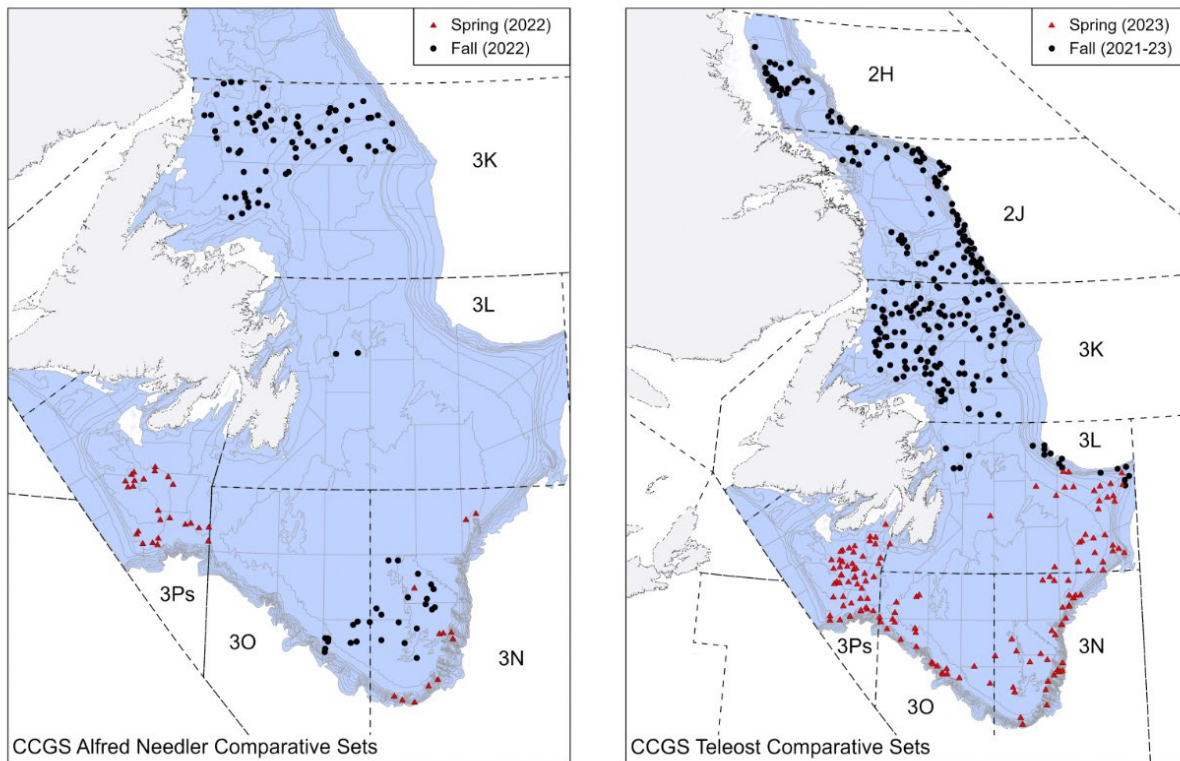 Spring (2022)
Fall (2022)
3K
3L
3Ps
3O
3N
CCGS Alfred Needler Comparative Sets
Spring (2023)
Fall (2021-23)
2H
2J
3K
3L
3Ps
3N
3O
CCGS Teleost Comparative Sets